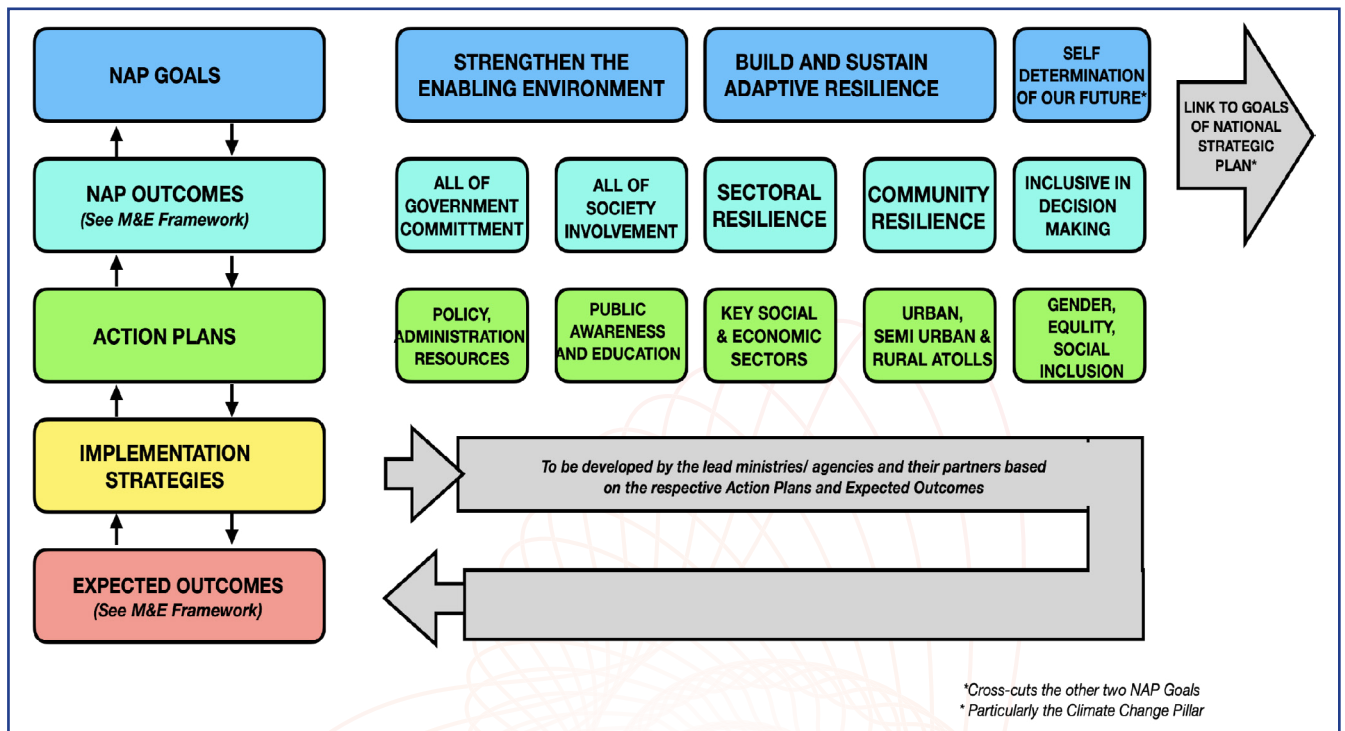 NAP GOALS
STRENGTHEN THE
ENABLING ENVIRONMENT
BUILD AND SUSTAIN
ADAPTIVE RESILIENCE
SELF
DETERMINATION
OF OUR FUTURE*
LINK TO GOALS
OF NATIONAL
STRATEGIC
PLAN*
NAP OUTCOMES
(See M&E Framework)
ALL OF
GOVERNMENT
COMMITTMENT
ALL OF
SOCIETY
INVOLVEMENT
SECTORAL
RESILIENCE
COMMUNITY
RESILIENCE
INCLUSIVE IN
DECISION
MAKING
ACTION PLANS
POLICY,
ADMINISTRATION
RESOURCES
PUBLIC
AWARENESS
AND EDUCATION
KEY SOCIAL
& ECONOMIC
SECTORS
URBAN,
SEMI URBAN &
RURAL ATOLLS
GENDER,
EQULITY,
SOCIAL
INCLUSION
IMPLEMENTATION
STRATEGIES
To be developed by the lead ministries/ agencies and their partners based
on the respective Action Plans and Expected Outcomes
EXPECTED OUTCOMES
(See M&E Framework)
*Cross-cuts the other two NAP Goals
* Particularly the Climate Change Pillar